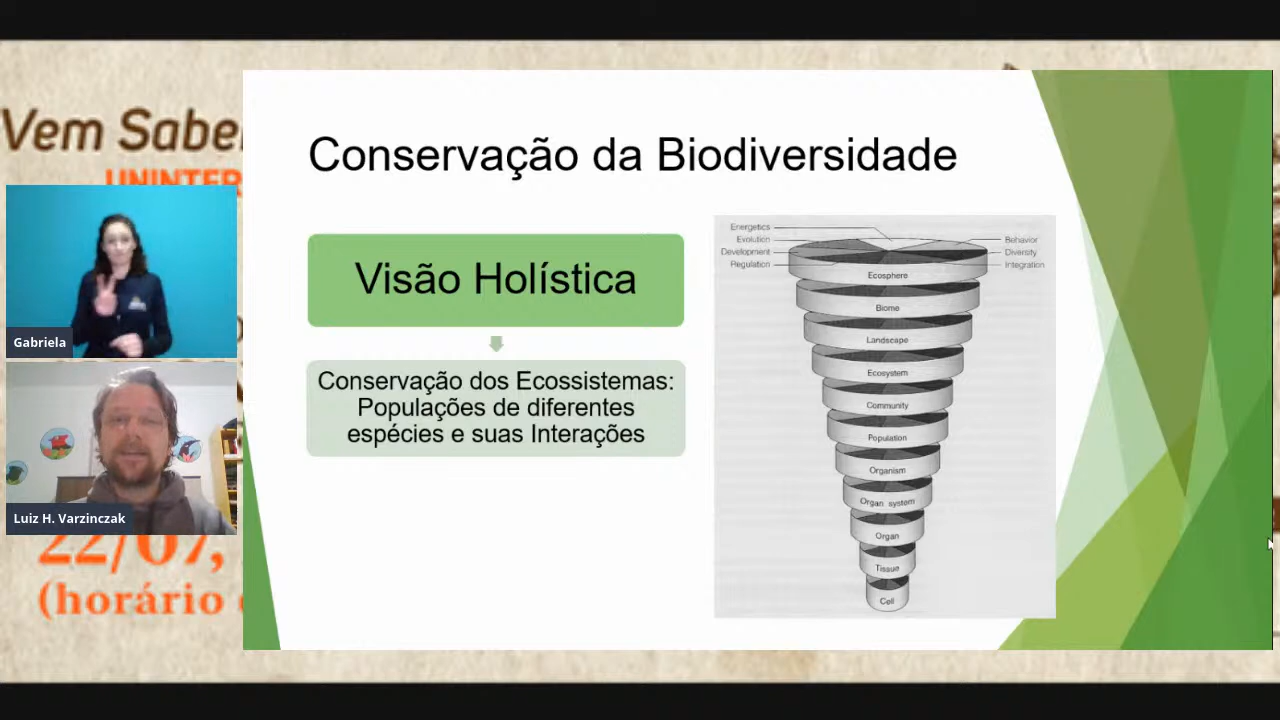 Vem Saber
UNINTER
Gabriela
Luiz H. Varzinczak
22/07,
(horário
Conservação da Biodiversidade
Visão Holística
Conservação dos Ecossistemas:
Populações de diferentes
espécies e suas Interações
Energetics
Evolution
Development
Regulation
Behavior
Diversity
Integration
Ecosphere
Biome
Landscape
Ecosystem
Community
Population
Organism
Organ system
Organ
Tissue
Cell